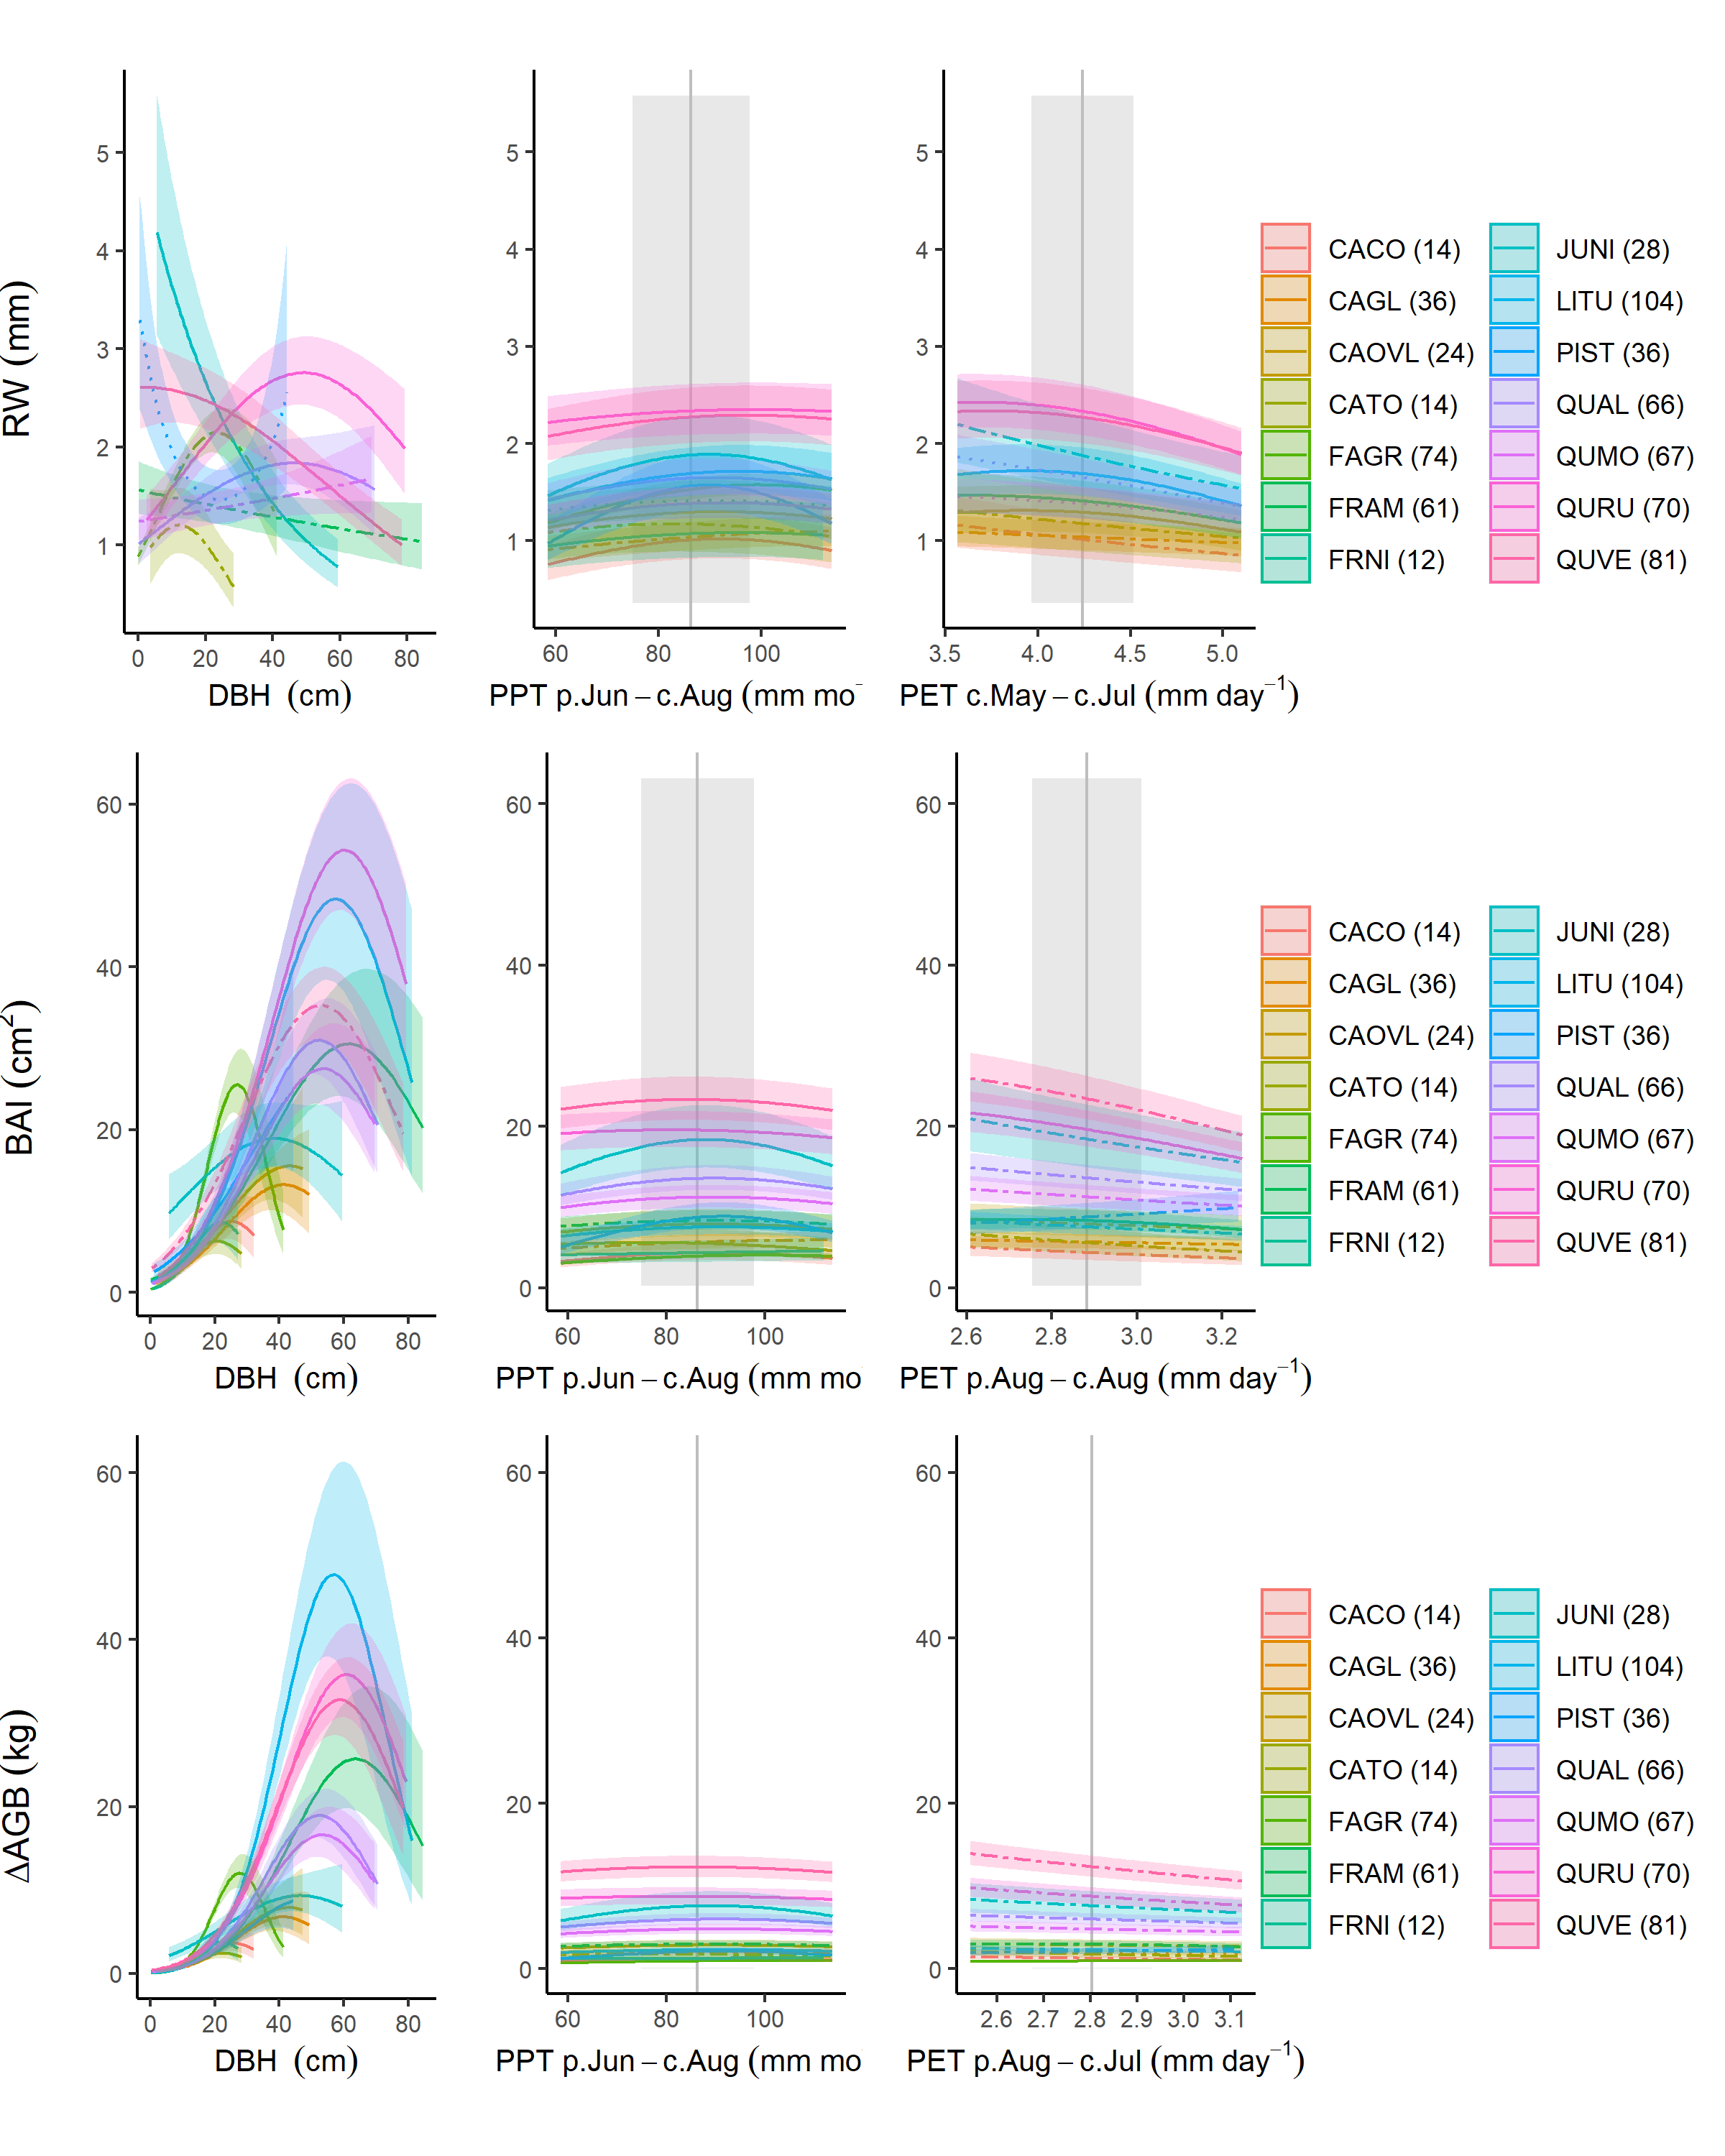 RW (mm)
5
4
3
2
1
0 20 40 60 80
DBH (cm)
5
4
3
2
1
60 80 100
PPT p.Jun – c.Aug (mm mo⁻
5
4
3
2
1
3.5 4.0 4.5 5.0
PET c.May – c.Jul (mm day⁻¹)
CACO (14)
CAGL (36)
CAOVL (24)
CATO (14)
FAGR (74)
FRAM (61)
FRNI (12)
JUNI (28)
LITU (104)
PIST (36)
QUAL (66)
QUMO (67)
QURU (70)
QUVE (81)
BAI (cm²)
60
40
20
0
0 20 40 60 80
DBH (cm)
60
40
20
0
60 80 100
PPT p.Jun – c.Aug (mm mo
60
40
20
0
2.6 2.8 3.0 3.2
PET p.Aug – c.Aug (mm day⁻¹)
CACO (14)
CAGL (36)
CAOVL (24)
CATO (14)
FAGR (74)
FRAM (61)
FRNI (12)
JUNI (28)
LITU (104)
PIST (36)
QUAL (66)
QUMO (67)
QURU (70)
QUVE (81)
ΔAGB (kg)
60
40
20
0
0 20 40 60 80
DBH (cm)
60
40
20
0
60 80 100
PPT p.Jun – c.Aug (mm mo
60
40
20
0
2.6 2.7 2.8 2.9 3.0 3.1
PET p.Aug – c.Jul (mm day⁻¹)
CACO (14)
CAGL (36)
CAOVL (24)
CATO (14)
FAGR (74)
FRAM (61)
FRNI (12)
JUNI (28)
LITU (104)
PIST (36)
QUAL (66)
QUMO (67)
QURU (70)
QUVE (81)